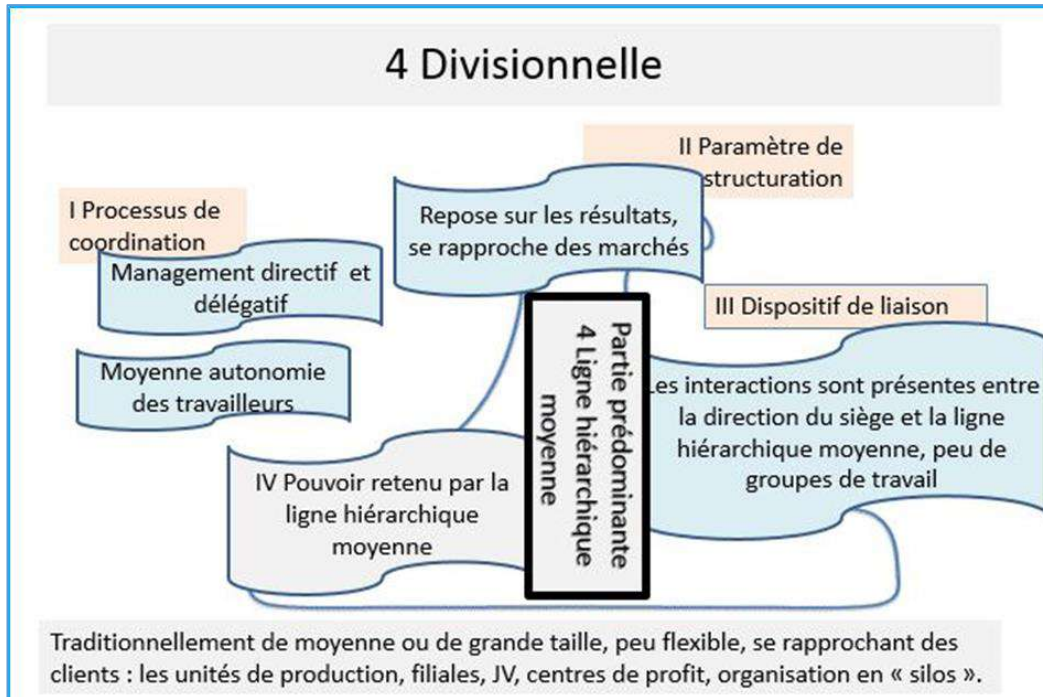 4 Divisionnelle
II Paramètre de
structuration
I Processus de
coordination
Repose sur les résultats,
se rapproche des marchés
Management directif et
délégatif
III Dispositif de liaison
Moyenne autonomie
des travailleurs
Partie prédominante
4 Ligne hiérarchique
moyenne
Les interactions sont présentes entre
la direction du siège et la ligne
hiérarchique moyenne, peu de
groupes de travail
IV Pouvoir retenu par la
ligne hiérarchique
moyenne
Traditionnellement de moyenne ou de grande taille, peu flexible, se rapprochant des
clients : les unités de production, filiales, JV, centres de profit, organisation en « silos ».